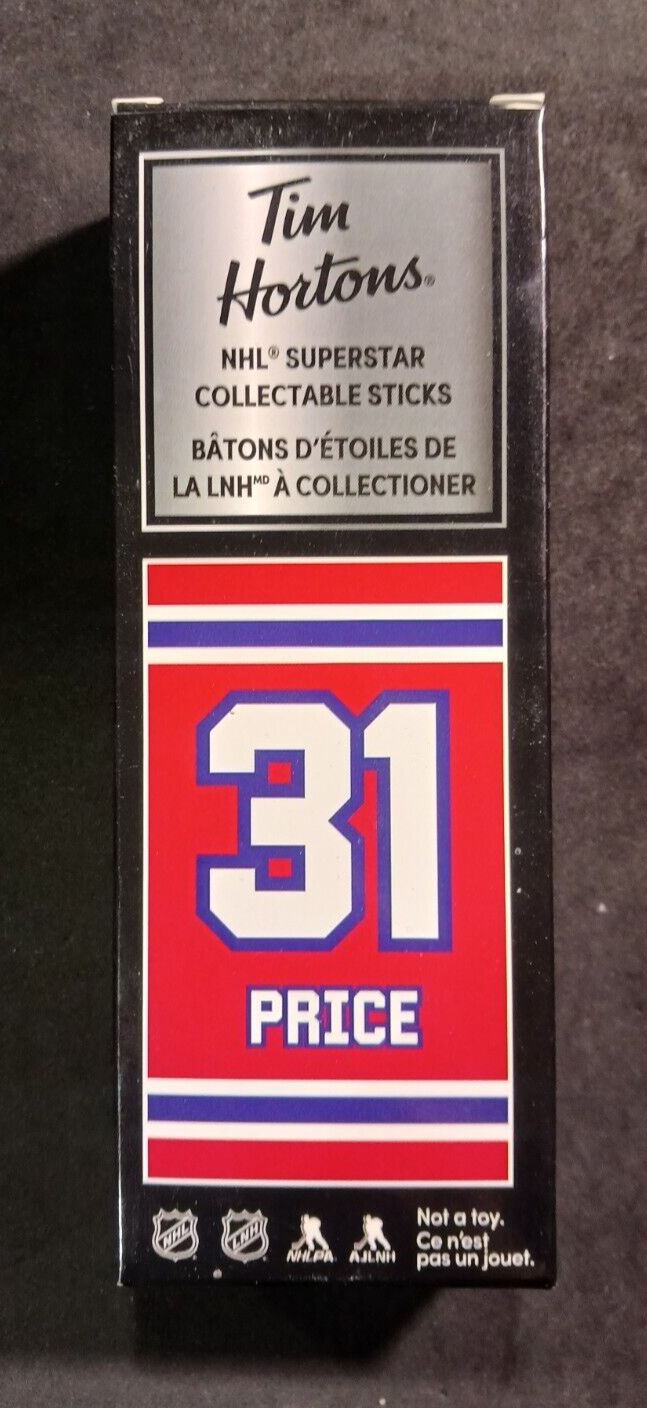 Tim
Hortons®
NHL® SUPERSTAR
COLLECTABLE STICKS
BÂTONS D'ÉTOILES DE
LA LNHᴹᴰ À COLLECTIONER
31
PRICE
NHL LNH NHLPA AJLNH
Not a toy.
Ce n'est
pas un jouet.